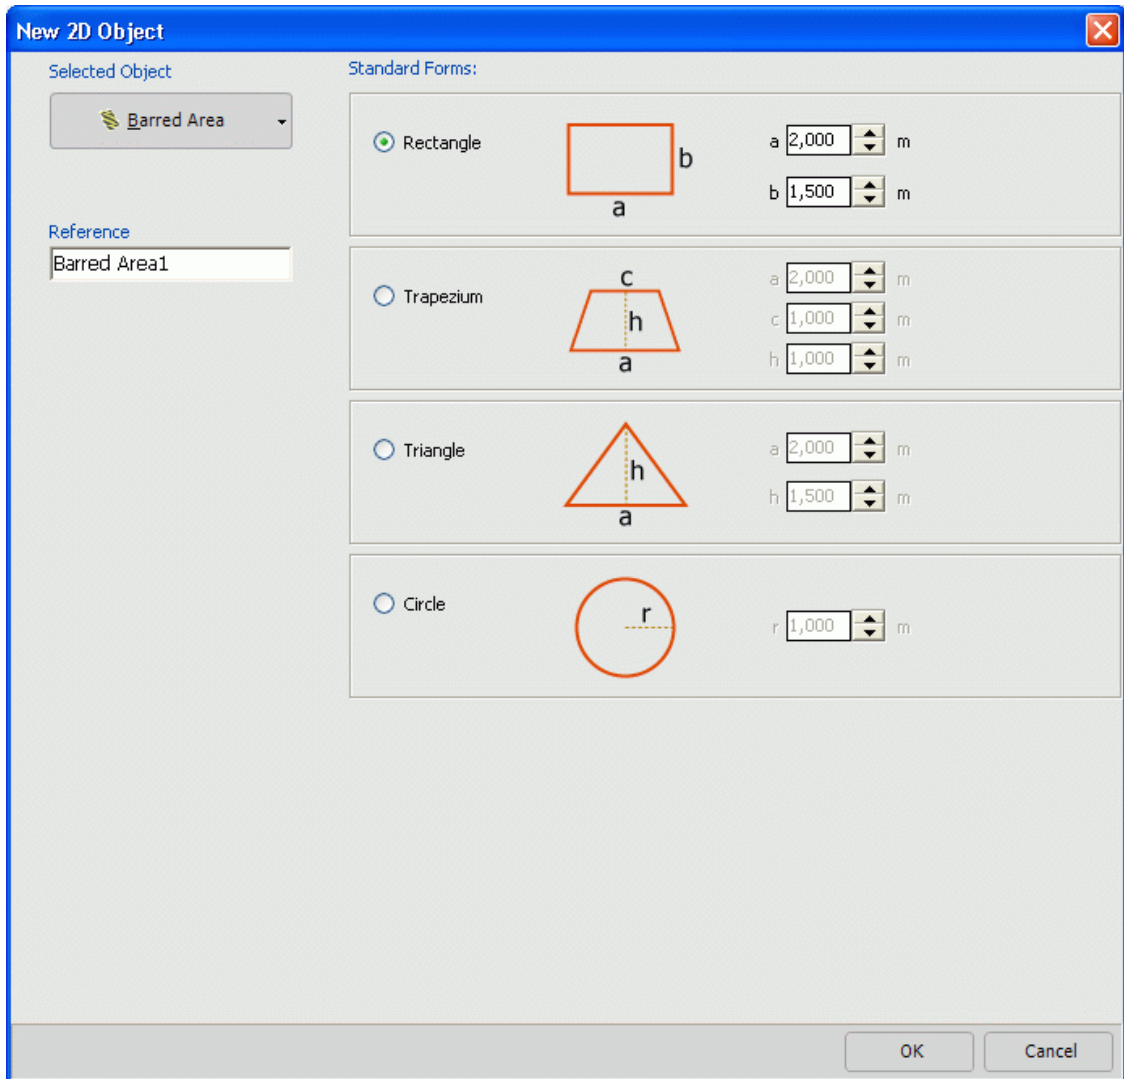 New 2D Object
Selected Object
Barred Area
Reference
Barred Area1
Standard Forms:
Rectangle
b
a
a 2,000 m
b 1,500 m
Trapezium
c
h
a
a 2,000 m
c 1,000 m
h 1,000 m
Triangle
h
a
a 2,000 m
h 1,500 m
Circle
r
r 1,000 m
OK Cancel